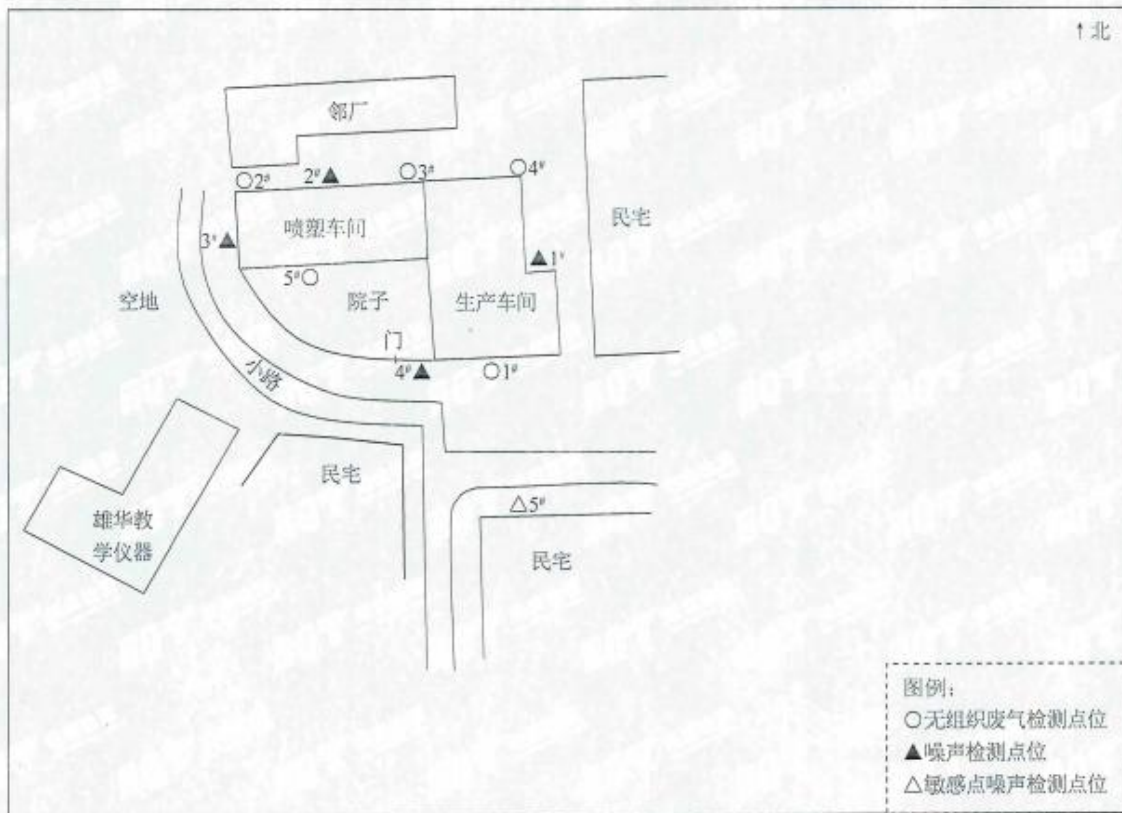 ↑北
邻厂
○2#
2#▲
○3#
○4#
民宅
喷塑车间
3#▲
▲1#
5#○
空地
院子
生产车间
门
4#▲
○1#
小路
民宅
△5#
雄华教
学仪器
民宅
图例:
○无组织废气检测点位
▲噪声检测点位
△敏感点噪声检测点位